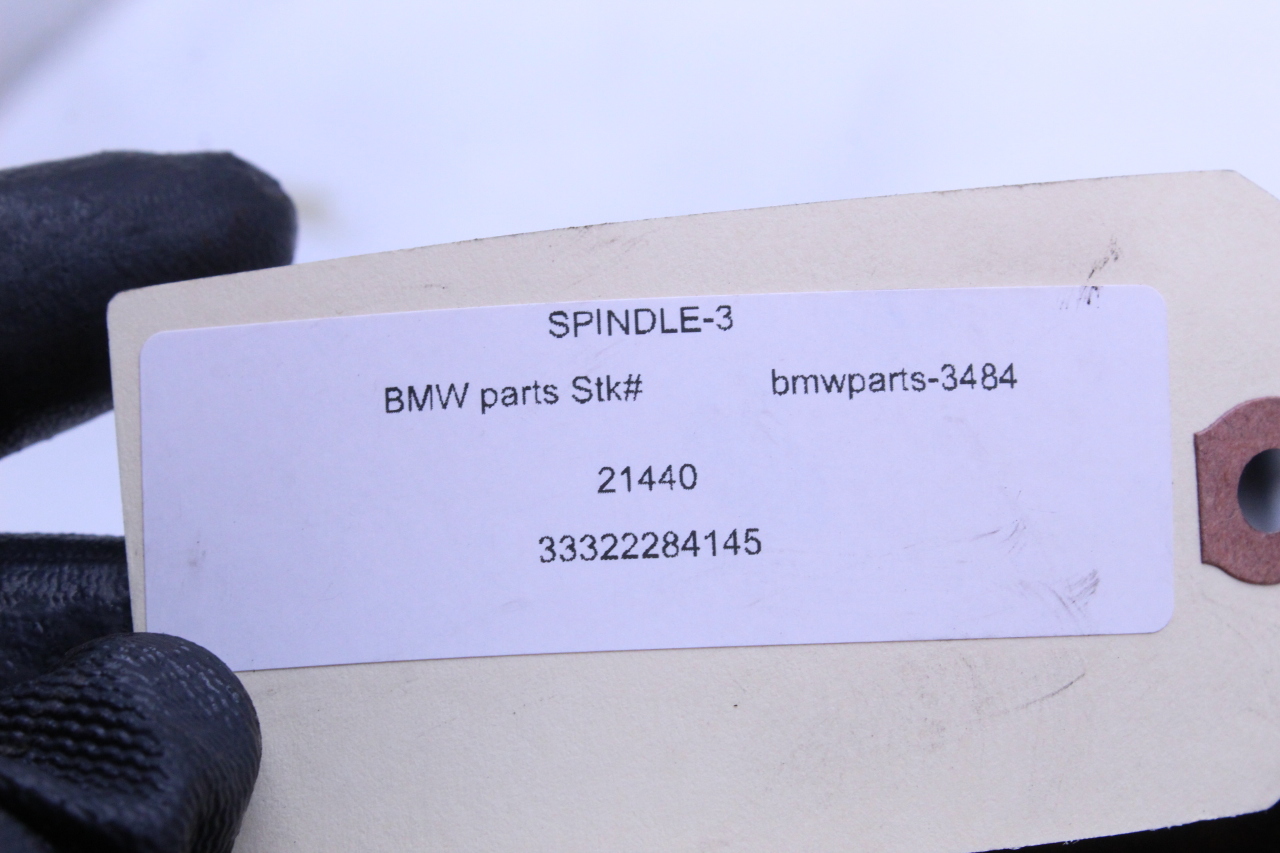 SPINDLE-3
BMW parts Stk# bmwparts-3484
21440
33322284145